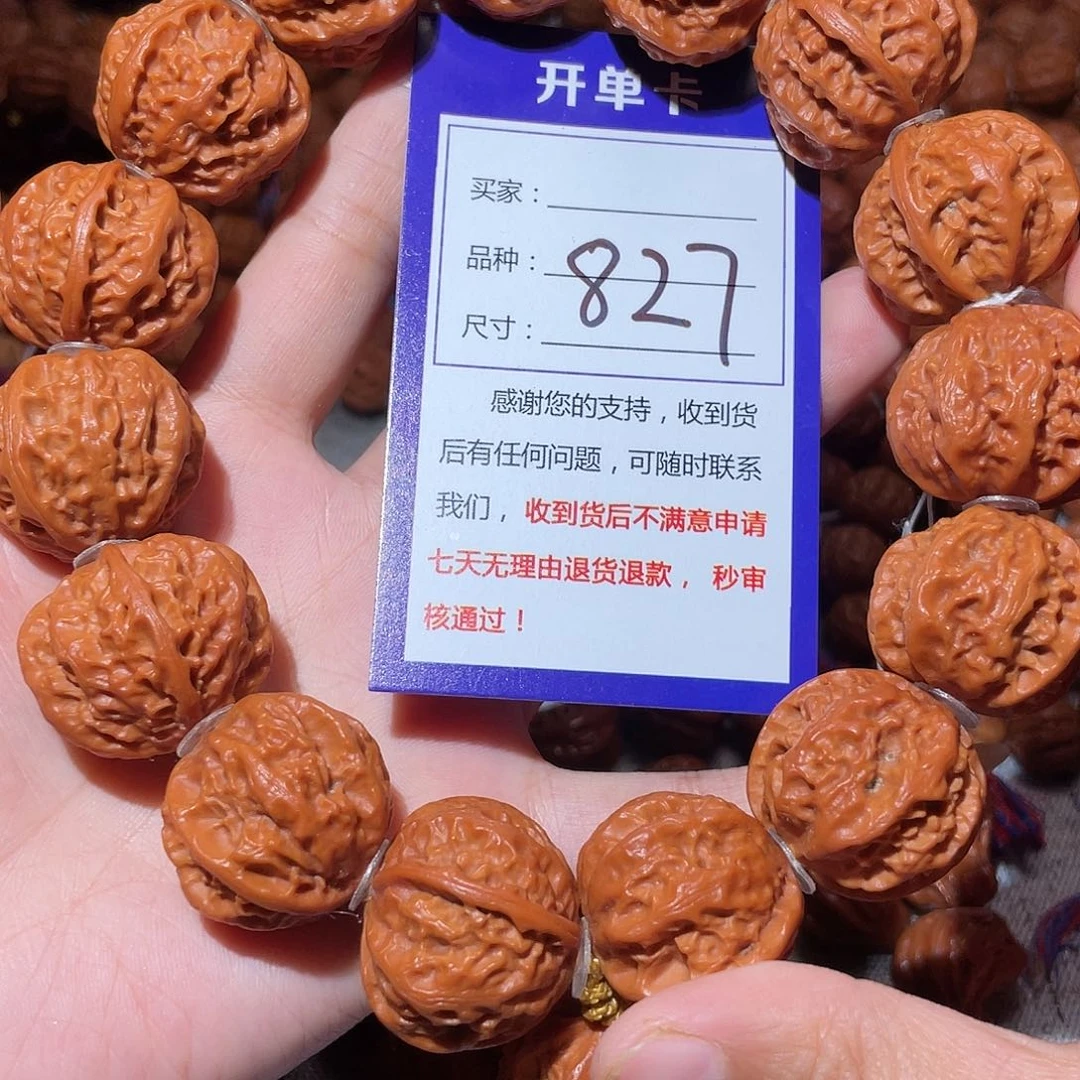 开单卡
买家：
品种：827
尺寸：
感谢您的支持，收到货
后有任何问题，可随时联系
我们，收到货后不满意申请
七天无理由退货退款，秒审
核通过！